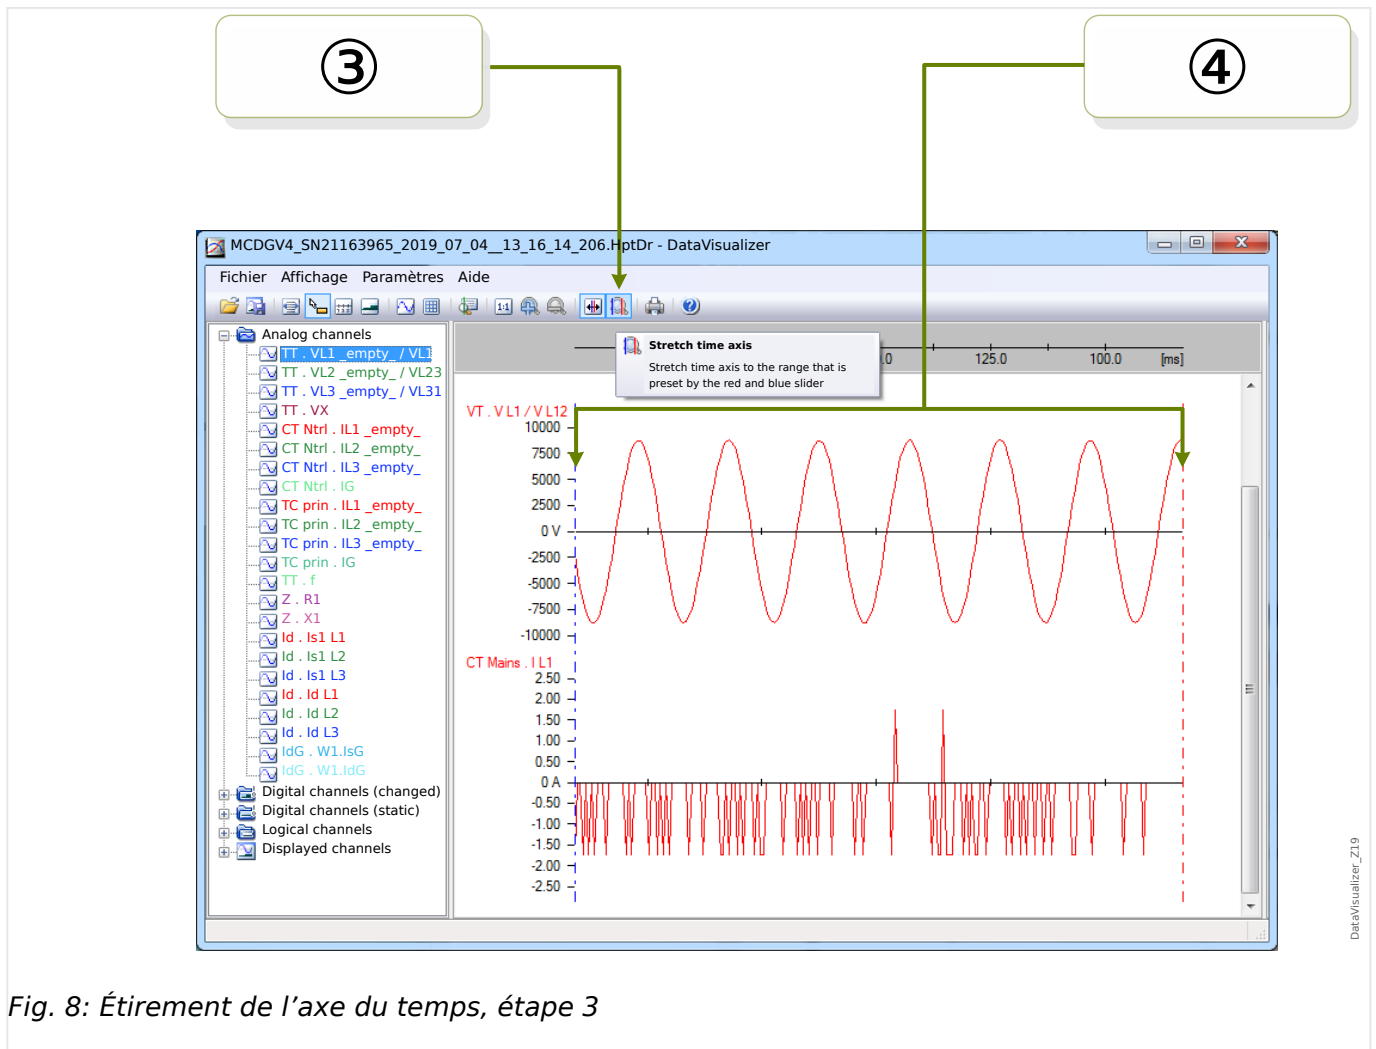 ③
④
MCDGV4_SN21163965_2019_07_04__13_16_14_206.HptDr - DataVisualizer
Fichier Affichage Paramètres Aide
1:1
Analog channels
TT . VL1 _empty_ / VL1
TT . VL2 _empty_ / VL23
TT . VL3 _empty_ / VL31
TT . VX
CT Ntrl . IL1 _empty_
CT Ntrl . IL2 _empty_
CT Ntrl . IL3 _empty_
CT Ntrl . IG
TC prin . IL1 _empty_
TC prin . IL2 _empty_
TC prin . IL3 _empty_
TC prin . IG
TT . f
Z . R1
Z . X1
Id . Is1 L1
Id . Is1 L2
Id . Is1 L3
Id . Id L1
Id . Id L2
Id . Id L3
IdG . W1.IsG
IdG . W1.IdG
Digital channels (changed)
Digital channels (static)
Logical channels
Displayed channels
Stretch time axis
Stretch time axis to the range that is
preset by the red and blue slider
.0 125.0 100.0 [ms]
VT . V L1 / V L12
10000
7500
5000
2500
0 V
-2500
-5000
-7500
-10000
CT Mains . I L1
2.50
2.00
1.50
1.00
0.50
0 A
-0.50
-1.00
-1.50
-2.00
-2.50
DataVisualizer_Z19
Fig. 8: Étirement de l’axe du temps, étape 3